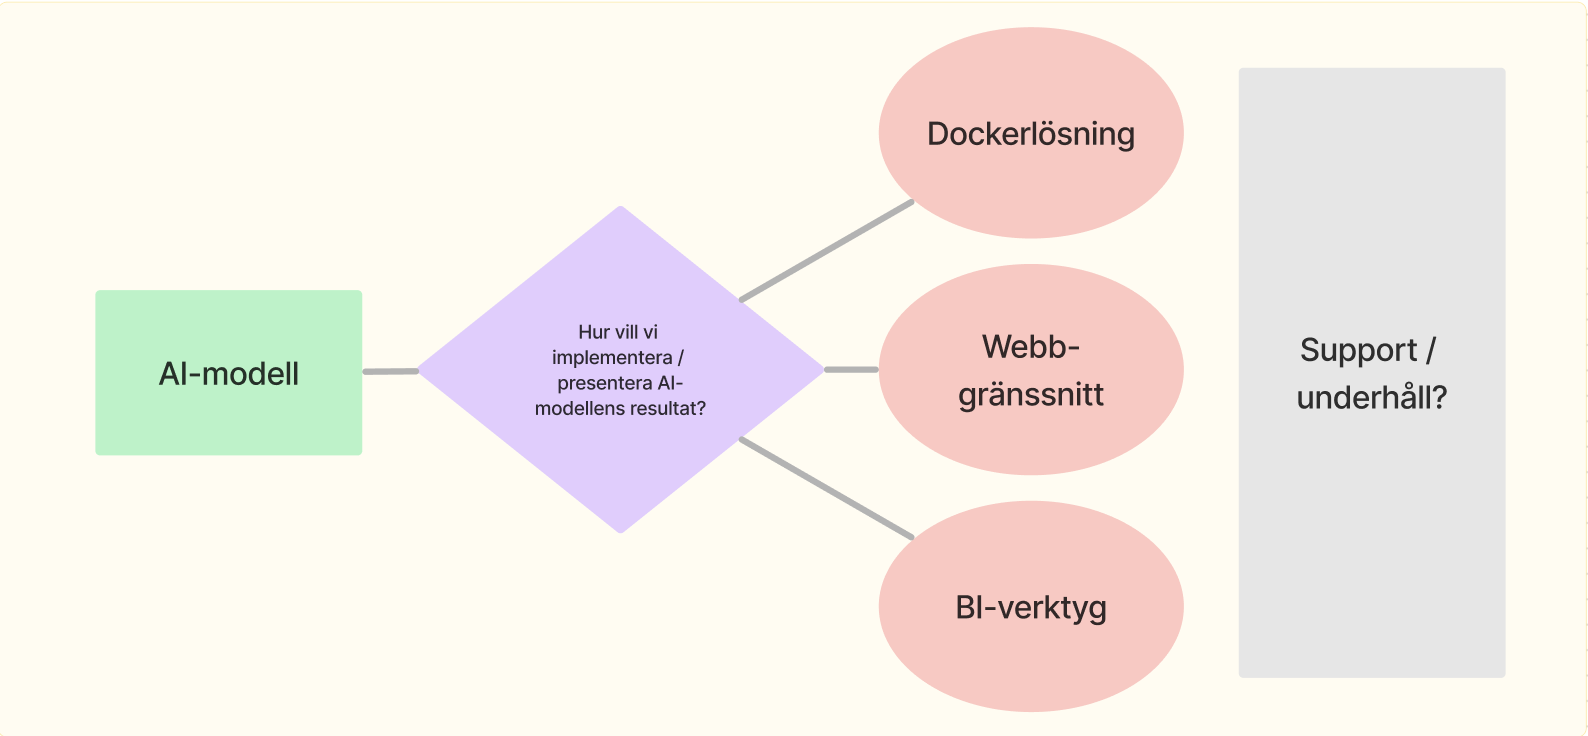 AI-modell
Hur vill vi
implementera /
presentera AI-
modellens resultat?
Dockerlösning
Webb-
gränssnitt
BI-verktyg
Support /
underhåll?